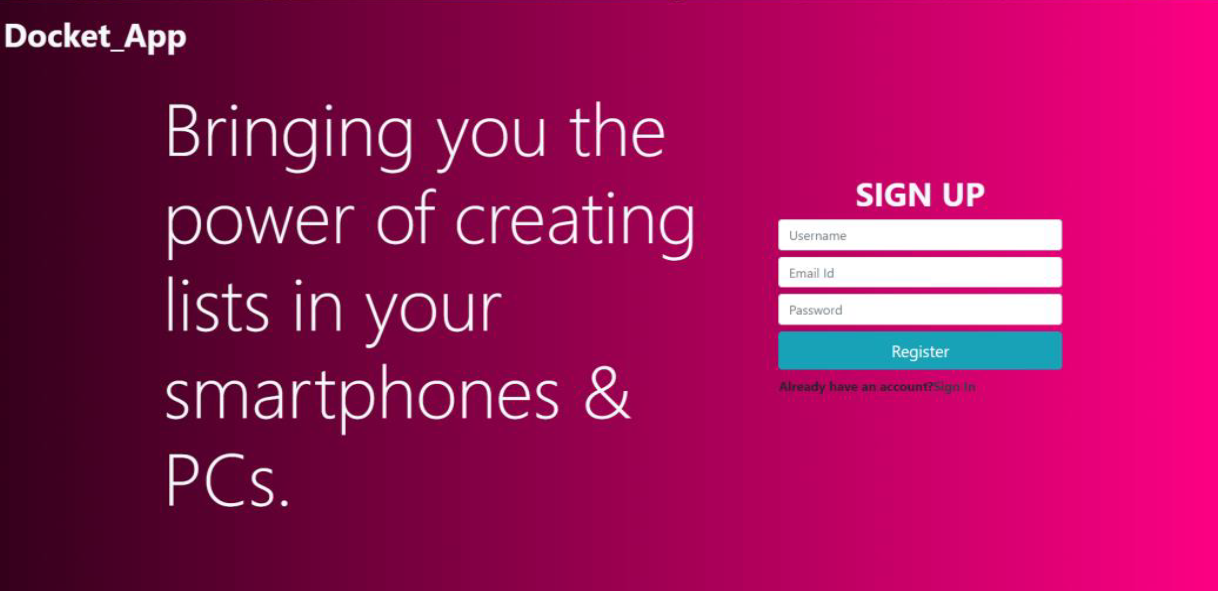 Docket_App
Bringing you the
power of creating
lists in your
smartphones &
PCs.
SIGN UP
Username
Email Id
Password
Register
Already have an account?Sign In